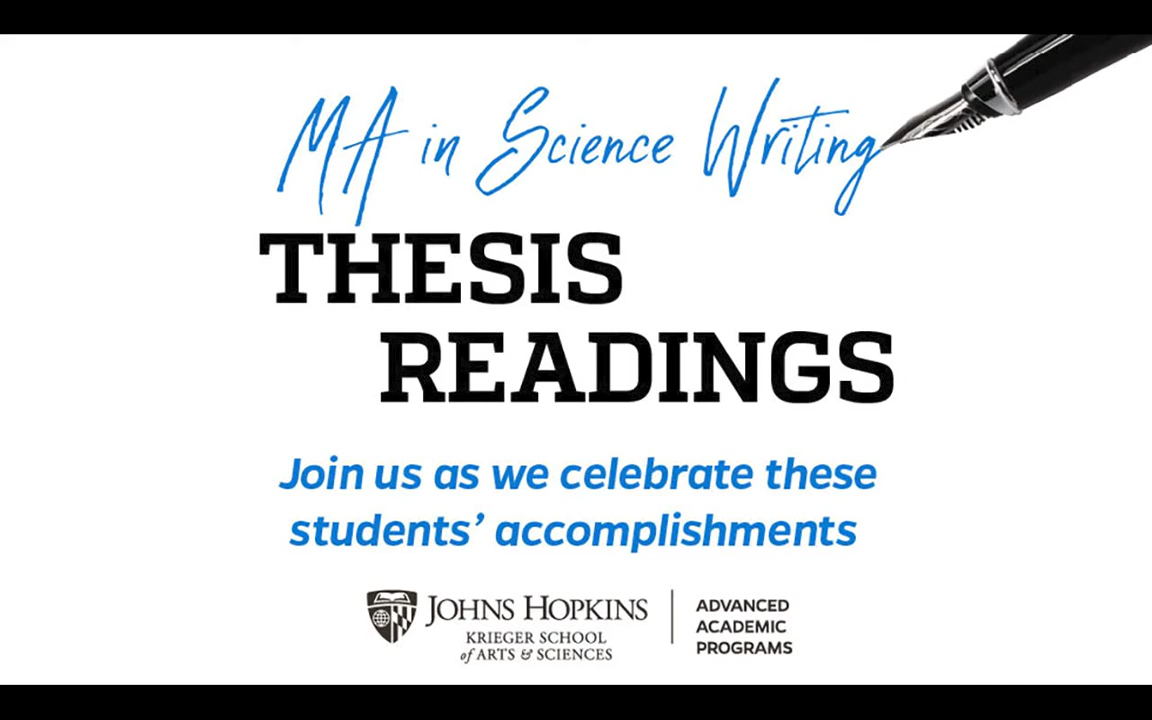 MA in Science Writing
THESIS
READINGS
Join us as we celebrate these
students’ accomplishments
JOHNS HOPKINS
KRIEGER SCHOOL
of ARTS & SCIENCES
ADVANCED
ACADEMIC
PROGRAMS